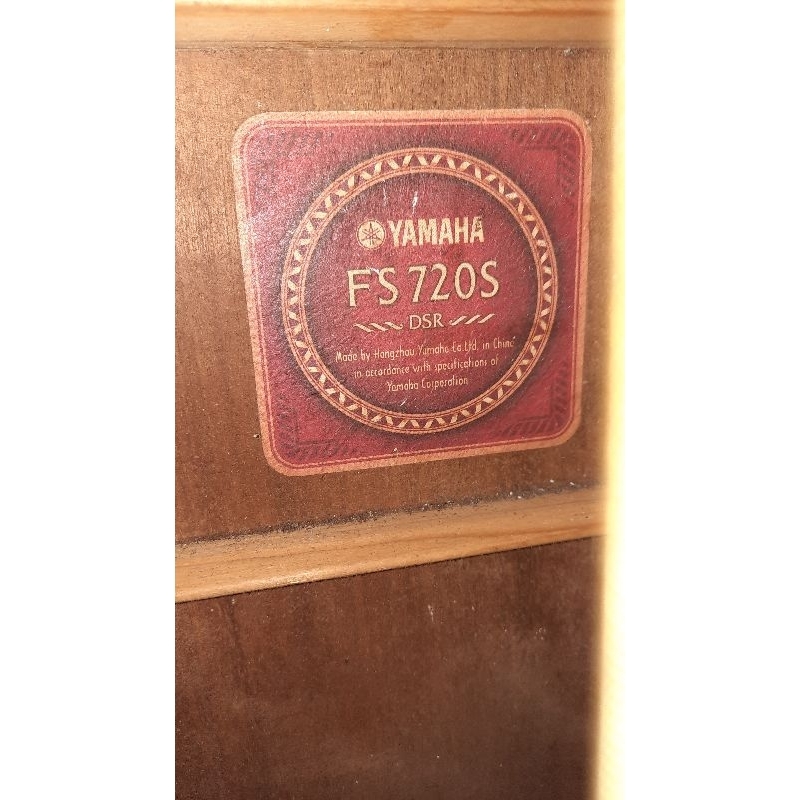 YAMAHA
FS720S
DSR
Made by Hangzhou Yamaha Co.Ltd. in China
in accordance with specifications of
Yamaha Corporation